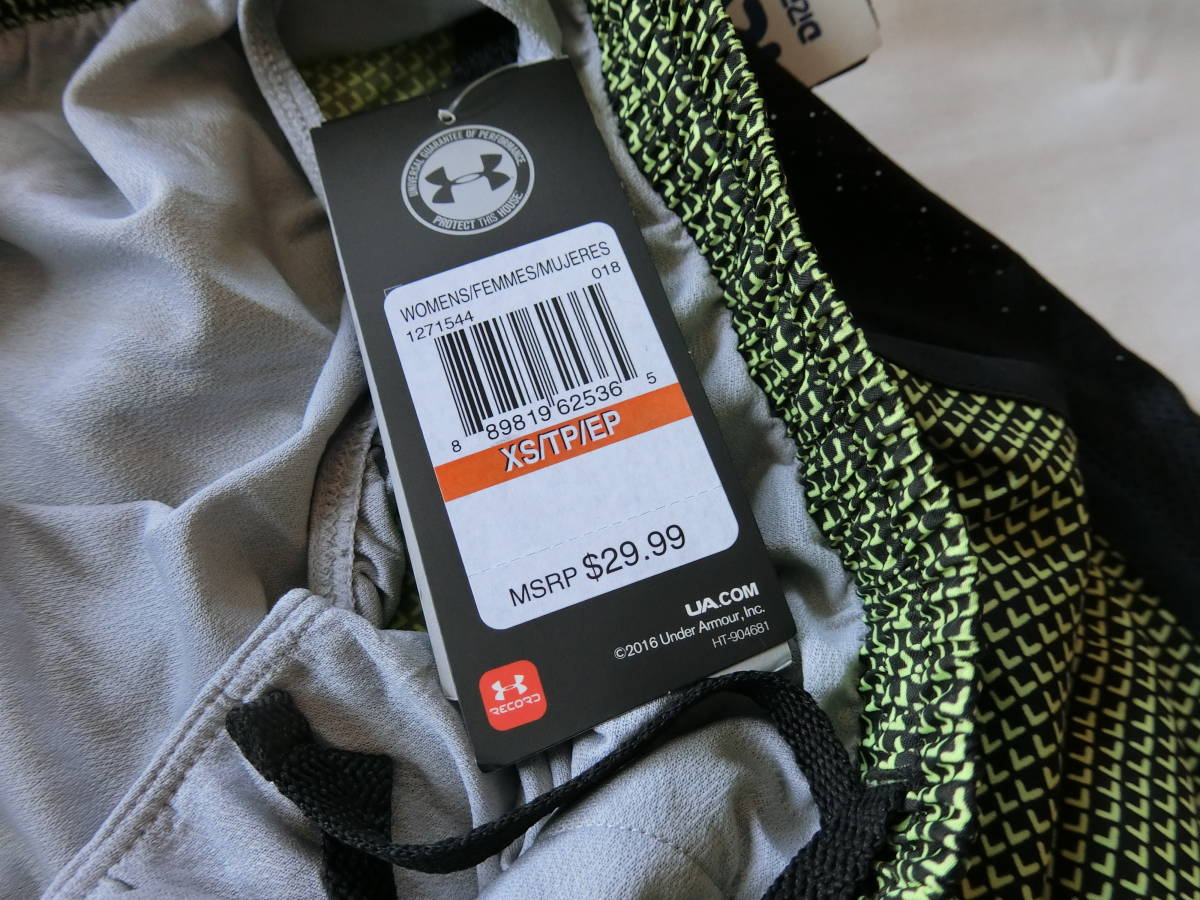 UNIVERSAL GUARANTEE OF PERFORMANCE
PROTECT THIS HOUSE
WOMENS/FEMMES/MUJERES
1271544 018
8 89819 62536 5
XS/TP/EP
MSRP $29.99
UA.COM
©2016 Under Armour, Inc.
HT-904681
RECORD